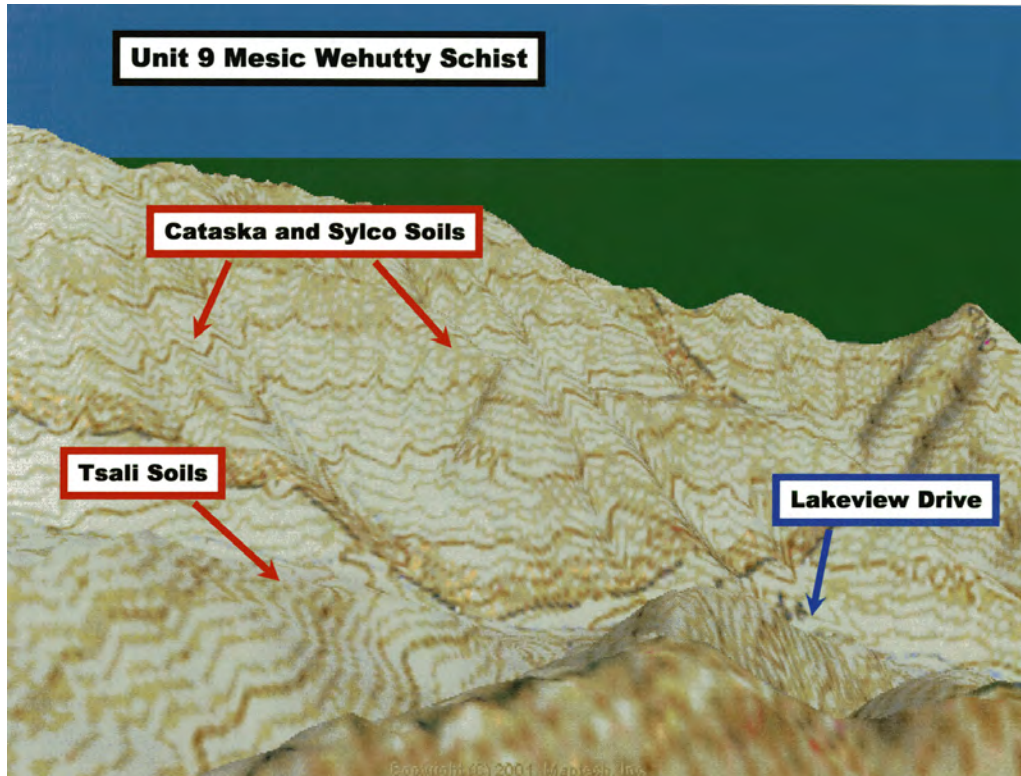 Unit 9 Mesic Wehutty Schist
Cataska and Sylco Soils
Tsali Soils
Lakeview Drive
Copyright (C) 2001, Maptech, Inc.